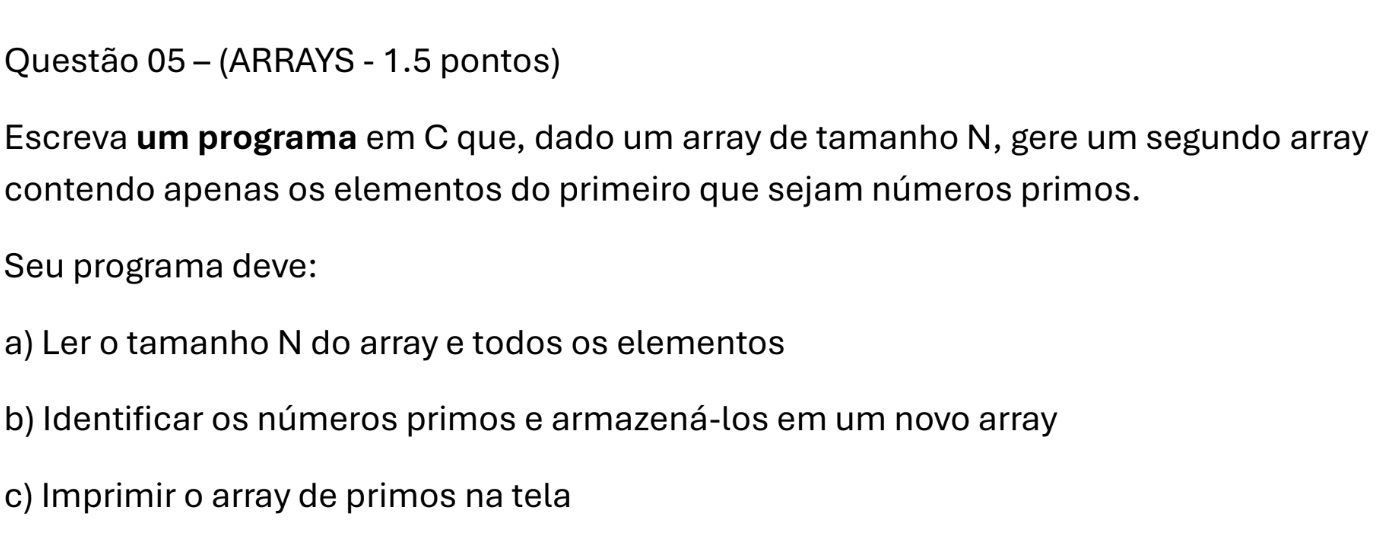 Questão 05 – (ARRAYS - 1.5 pontos)
Escreva um programa em C que, dado um array de tamanho N, gere um segundo array
contendo apenas os elementos do primeiro que sejam números primos.
Seu programa deve:
a) Ler o tamanho N do array e todos os elementos
b) Identificar os números primos e armazená-los em um novo array
c) Imprimir o array de primos na tela